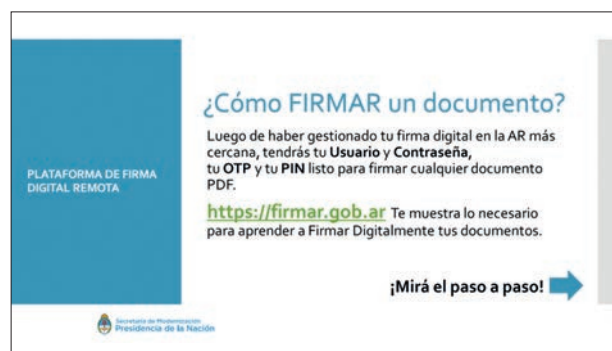 PLATAFORMA DE FIRMA
DIGITAL REMOTA
¿Cómo FIRMAR un documento?
Luego de haber gestionado tu firma digital en la AR más
cercana, tendrás tu Usuario y Contraseña,
tu OTP y tu PIN listo para firmar cualquier documento
PDF.
https://firmar.gob.ar Te muestra lo necesario
para aprender a Firmar Digitalmente tus documentos.
¡Mirá el paso a paso!
Secretaría de Modernización
Presidencia de la Nación